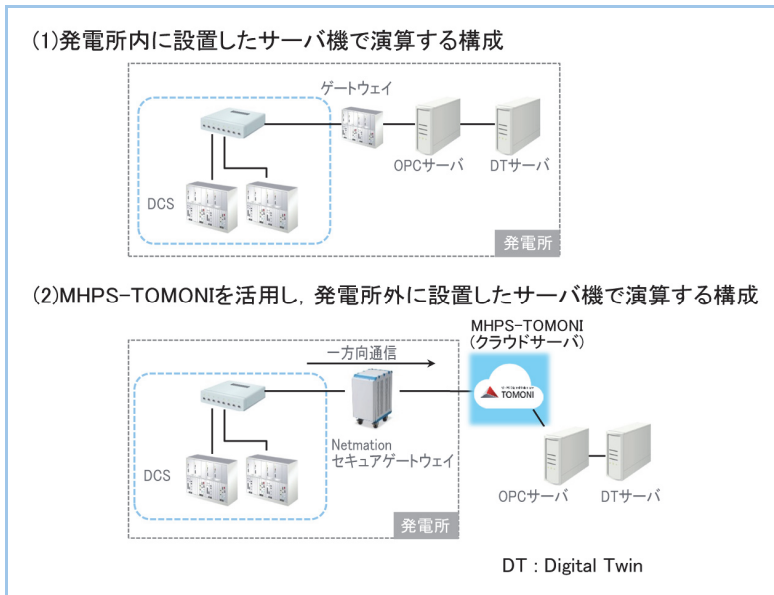 (1)発電所内に設置したサーバ機で演算する構成
ゲートウェイ
OPCサーバ
DTサーバ
DCS
発電所
(2)MHPS-TOMONIを活用し，発電所外に設置したサーバ機で演算する構成
MHPS-TOMONI
(クラウドサーバ)
一方向通信
TOMONI
Netmation
セキュアゲートウェイ
DCS
OPCサーバ
DTサーバ
発電所
DT : Digital Twin